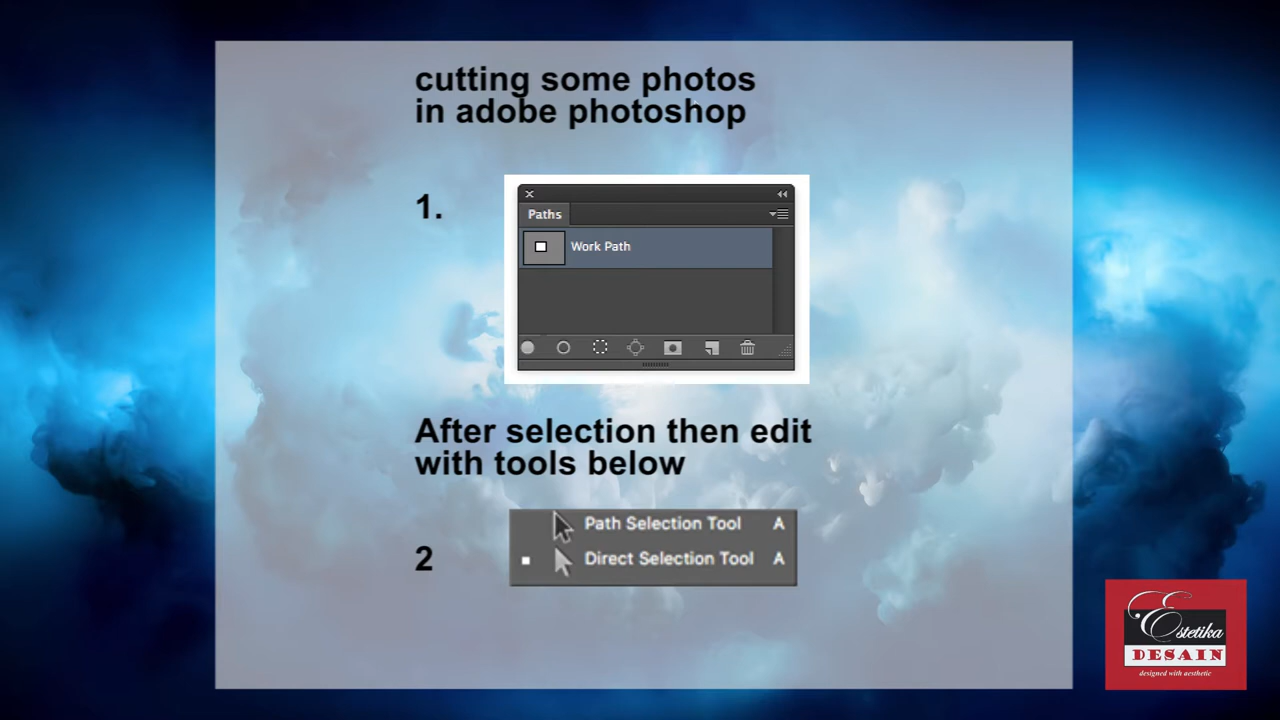 cutting some photos
in adobe photoshop
1.
Paths
Work Path
After selection then edit
with tools below
2
Path Selection Tool A
Direct Selection Tool A
Estetika
DESAIN
designed with aesthetic